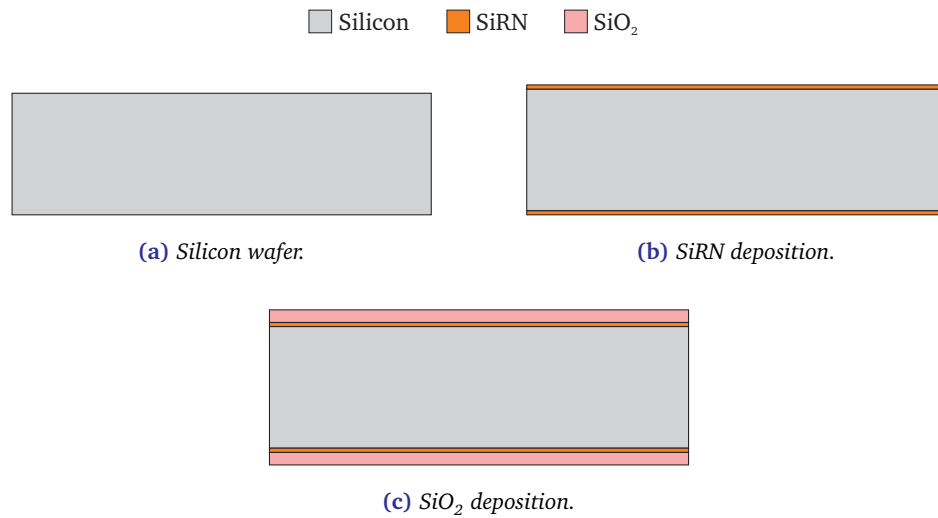 Silicon SiRN SiO₂
(a) Silicon wafer.
(b) SiRN deposition.
(c) SiO₂ deposition.